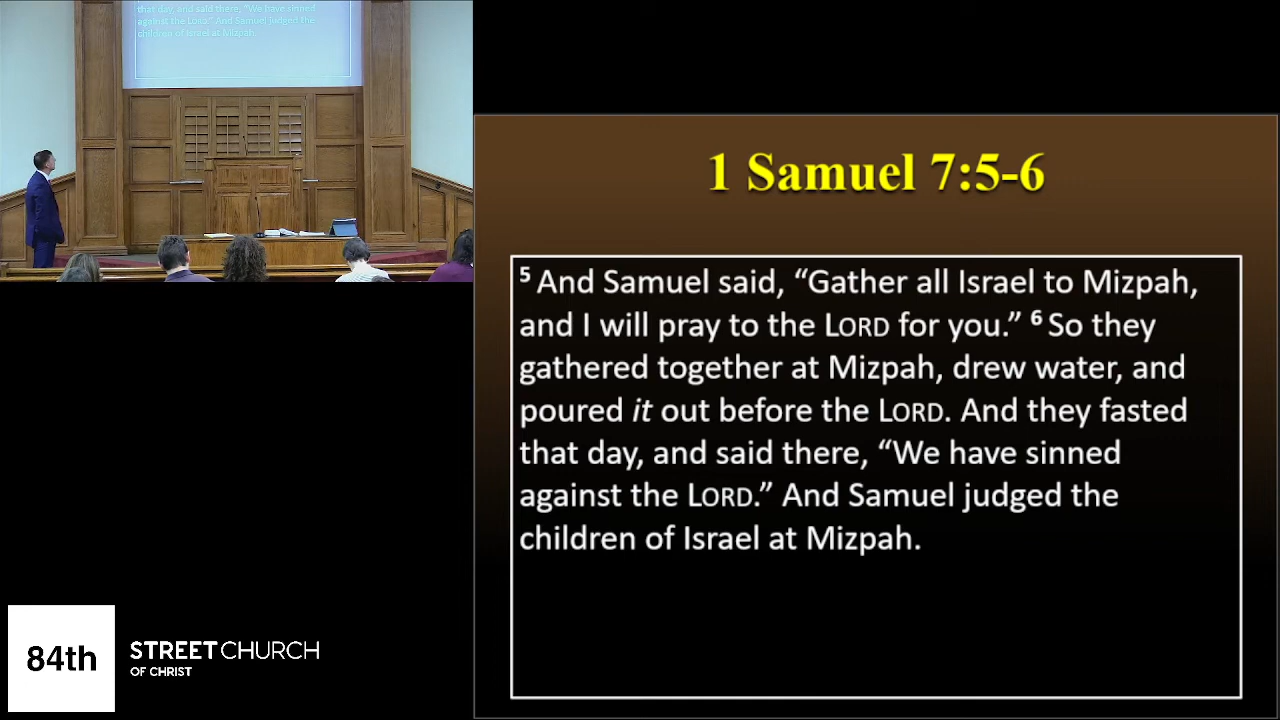 that day, and said there, "We have sinned
against the LORD." And Samuel judged the
children of Israel at Mizpah.
1 Samuel 7:5-6
5 And Samuel said, “Gather all Israel to Mizpah,
and I will pray to the LORD for you.” 6 So they
gathered together at Mizpah, drew water, and
poured it out before the LORD. And they fasted
that day, and said there, “We have sinned
against the LORD.” And Samuel judged the
children of Israel at Mizpah.
84th
STREET CHURCH
OF CHRIST